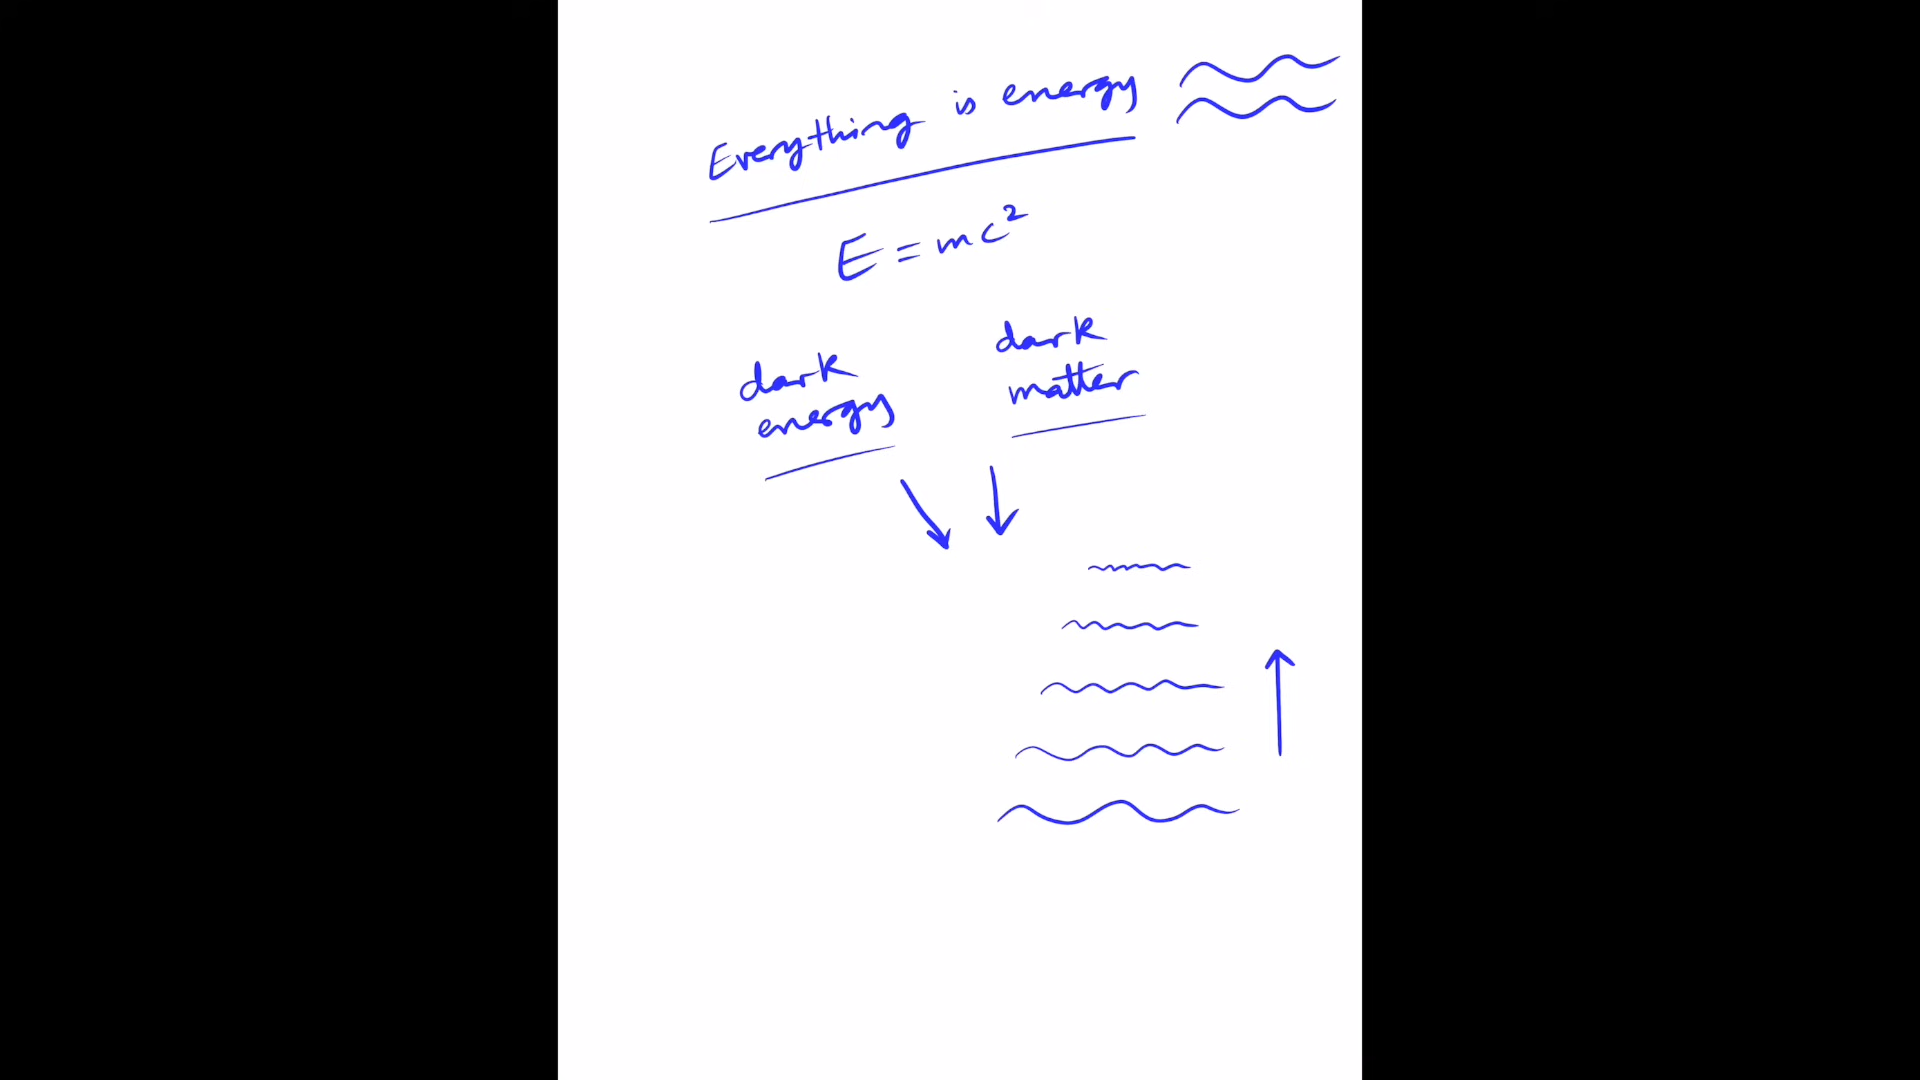 Everything is energy
E = mc²
dark
energy
dark
matter